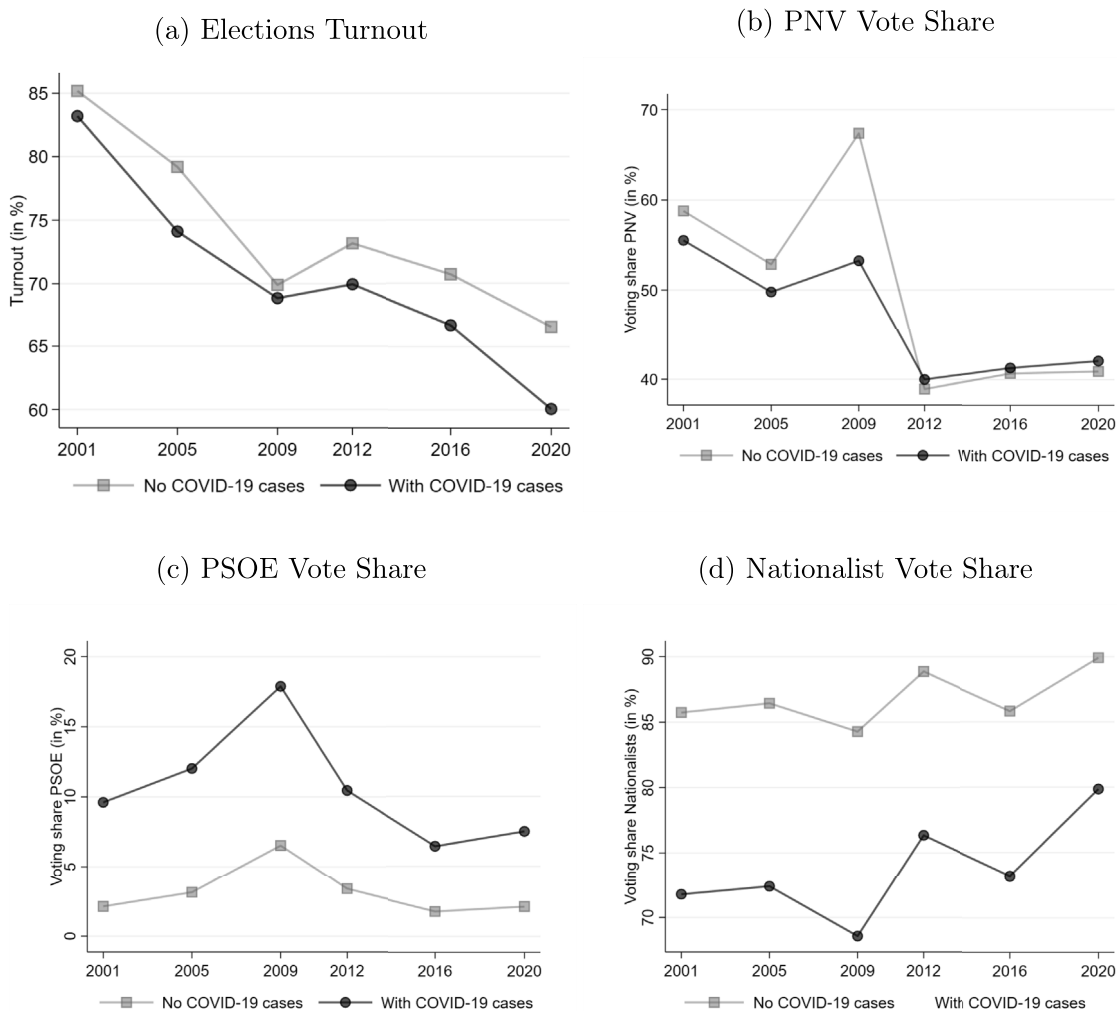 (a) Elections Turnout
85
80
75
70
65
60
Turnout (in %)
2001 2005 2009 2012 2016 2020
No COVID-19 cases With COVID-19 cases
(b) PNV Vote Share
70
60
50
40
Voting share PNV (in %)
2001 2005 2009 2012 2016 2020
No COVID-19 cases With COVID-19 cases
(c) PSOE Vote Share
20
15
10
5
0
Voting share PSOE (in %)
2001 2005 2009 2012 2016 2020
No COVID-19 cases With COVID-19 cases
(d) Nationalist Vote Share
90
85
80
75
70
Voting share Nationalists (in %)
2001 2005 2009 2012 2016 2020
No COVID-19 cases With COVID-19 cases